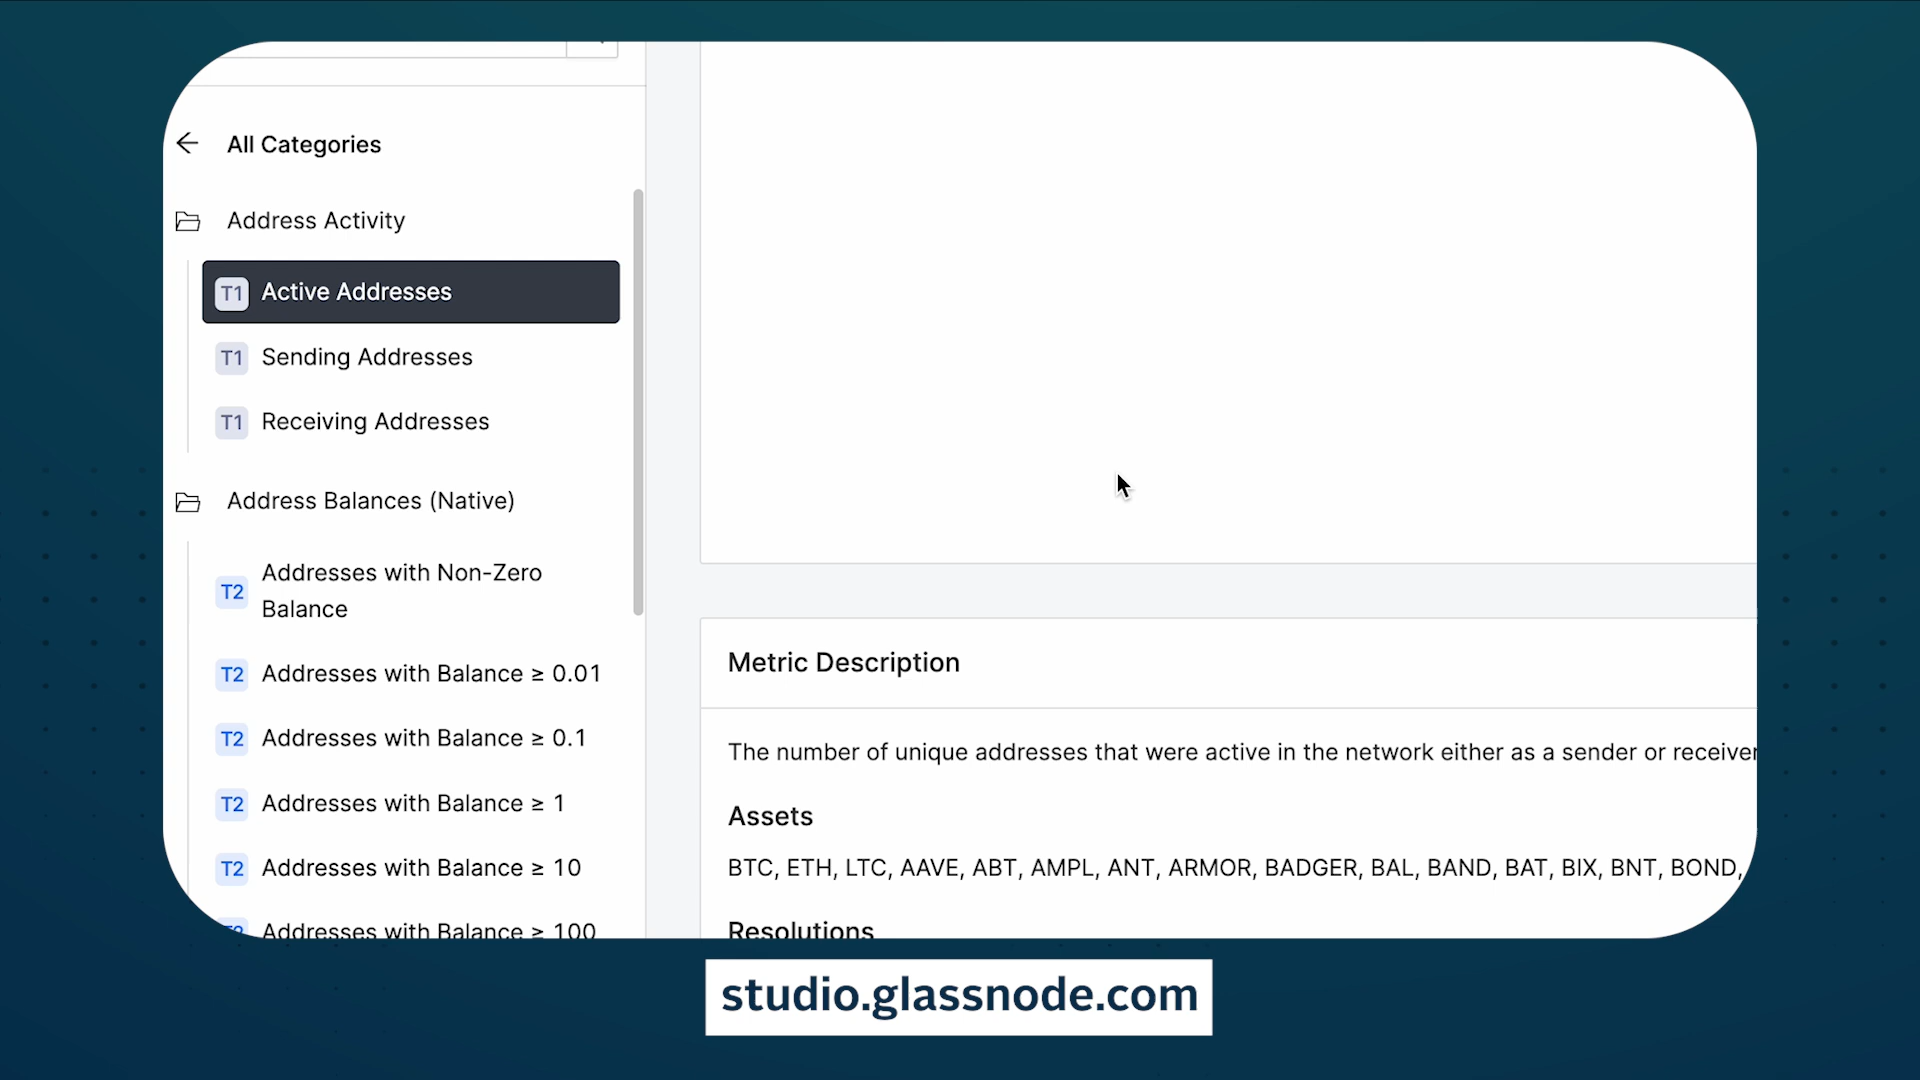 All Categories
Address Activity
T1 Active Addresses
T1 Sending Addresses
T1 Receiving Addresses
Address Balances (Native)
T2 Addresses with Non-Zero
Balance
T2 Addresses with Balance ≥ 0.01
T2 Addresses with Balance ≥ 0.1
T2 Addresses with Balance ≥ 1
T2 Addresses with Balance ≥ 10
T2 Addresses with Balance ≥ 100
Metric Description
The number of unique addresses that were active in the network either as a sender or receiver
Assets
BTC, ETH, LTC, AAVE, ABT, AMPL, ANT, ARMOR, BADGER, BAL, BAND, BAT, BIX, BNT, BOND,
Resolutions
studio.glassnode.com